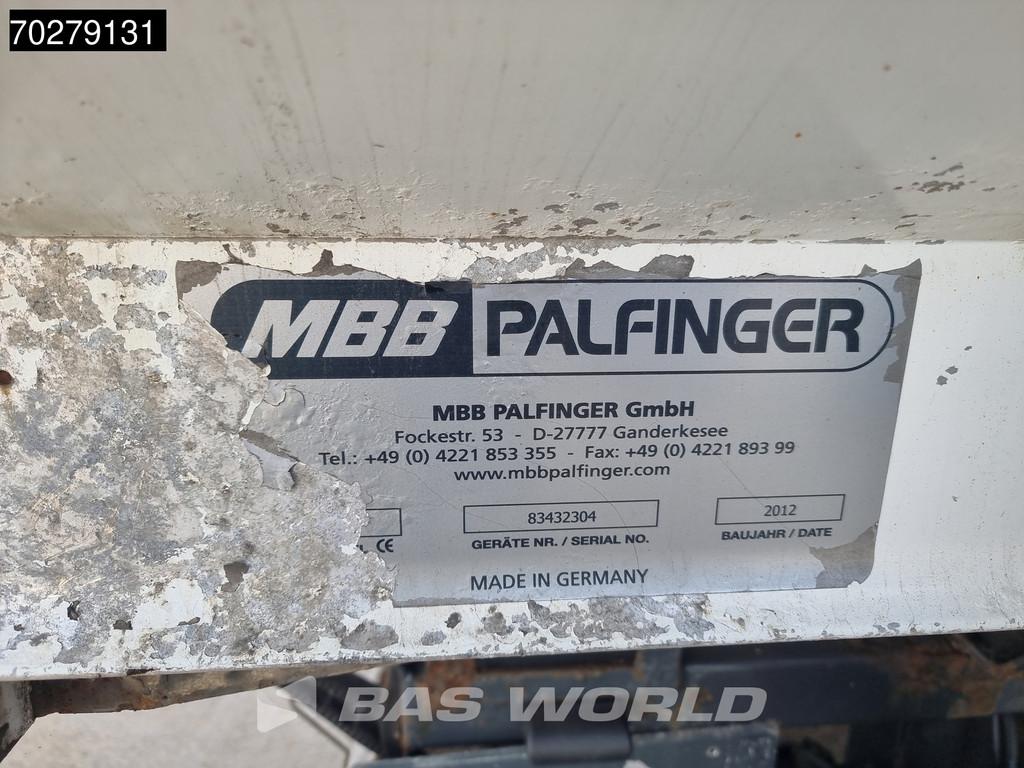 70279131
MBB PALFINGER
MBB PALFINGER GmbH
Fockestr. 53 - D-27777 Ganderkesee
Tel.: +49 (0) 4221 853 355 - Fax: +49 (0) 4221 893 99
www.mbbpalfinger.com
83432304 2012
CE GERÄTE NR. / SERIAL NO. BAUJAHR / DATE
MADE IN GERMANY
BAS WORLD